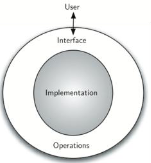 User
Interface
Implementation
Operations